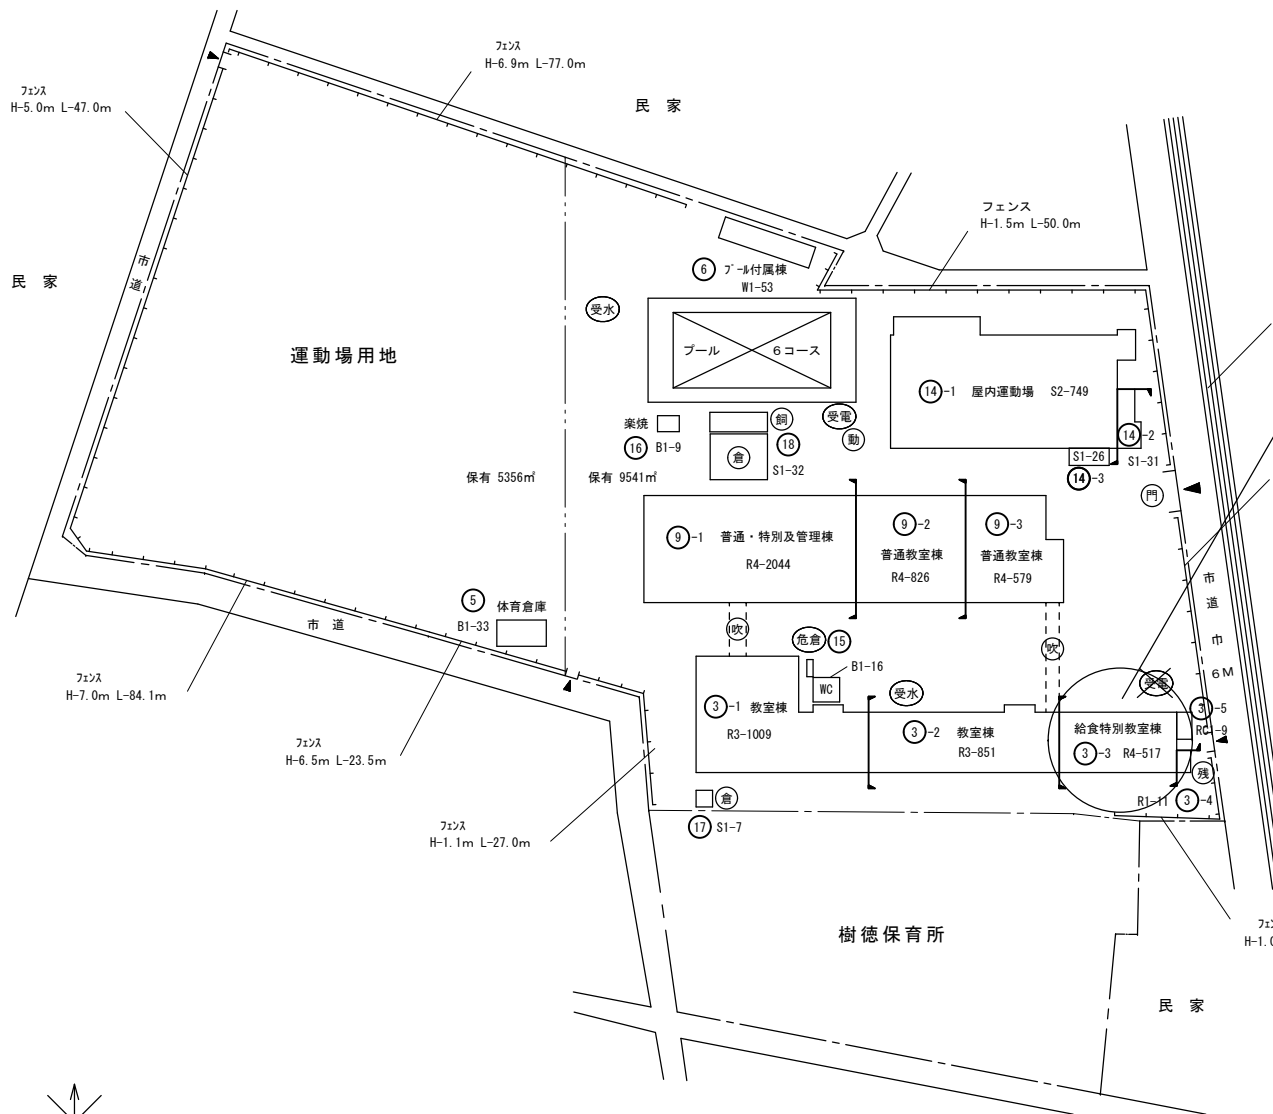 フェンス
H-6.9m L-77.0m
フェンス
H-5.0m L-47.0m
民 家
フェンス
H-1.5m L-50.0m
市道
民 家
⑥ プール付属棟
W1-53
受水
運動場用地
プール 6コース
⑭-1 屋内運動場 S2-749
楽焼
⑯ B1-9
飼
⑱
倉
S1-32
受電
動
⑭-2
S1-26
S1-31
⑭-3
保有 5356㎡
保有 9541㎡
門
⑨-1 普通・特別及管理棟
R4-2044
⑨-2
普通教室棟
R4-826
⑨-3
普通教室棟
R4-579
市道巾6M
⑤ 体育倉庫
B1-33
市 道
吹
危倉 ⑮
吹
B1-16
WC
受水
受電
フェンス
H-7.0m L-84.1m
③-1 教室棟
R3-1009
③-2 教室棟
R3-851
給食特別教室棟
③-3 R4-517
③-5
RC1-9
フェンス
H-6.5m L-23.5m
残
R1-11 ③-4
倉
⑰ S1-7
フェンス
H-1.1m L-27.0m
樹徳保育所
H-1.0
民 家